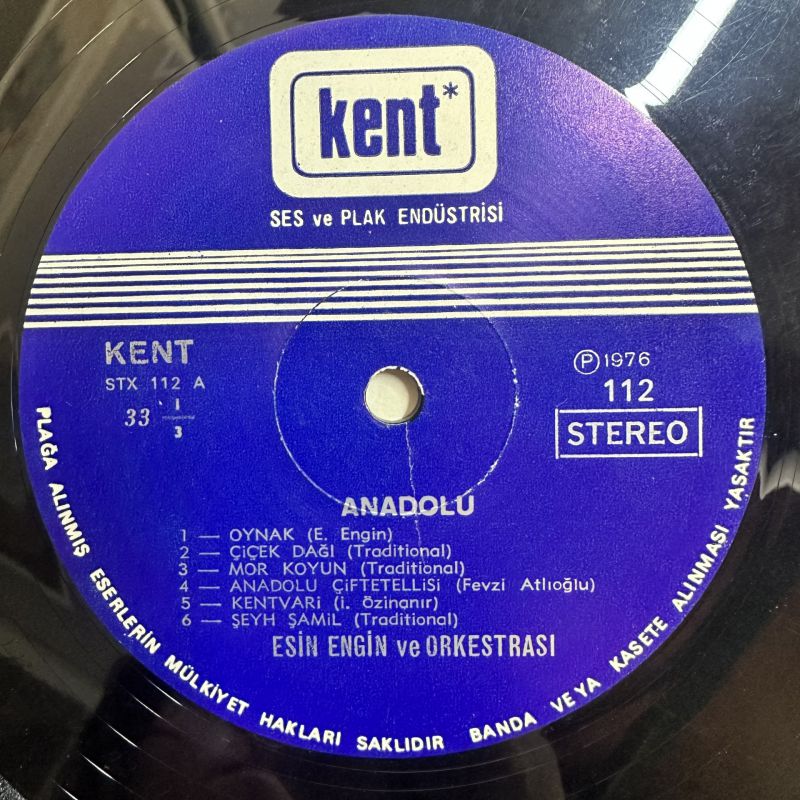 kent*
SES ve PLAK ENDÜSTRİSİ
KENT
STX 112 A
33 1/3
Ⓟ1976
112
STEREO
ANADOLU
1 — OYNAK (E. Engin)
2 — ÇİÇEK DAĞI (Traditional)
3 — MOR KOYUN (Traditional)
4 — ANADOLU ÇİFTETELLİSİ (Fevzi Atlıoğlu)
5 — KENTVARİ (İ. Özinanır)
6 — ŞEYH ŞAMİL (Traditional)
ESİN ENGİN ve ORKESTRASI
PLAĞA ALINMIŞ ESERLERİN MÜLKİYET HAKLARI SAKLIDIR BANDA VEYA KASETE ALINMASI YASAKTIR